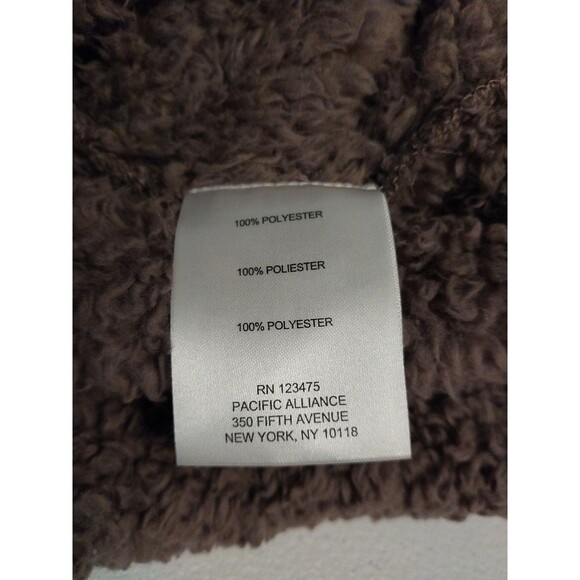 100% POLYESTER
100% POLIESTER
100% POLYESTER
RN 123475
PACIFIC ALLIANCE
350 FIFTH AVENUE
NEW YORK, NY 10118